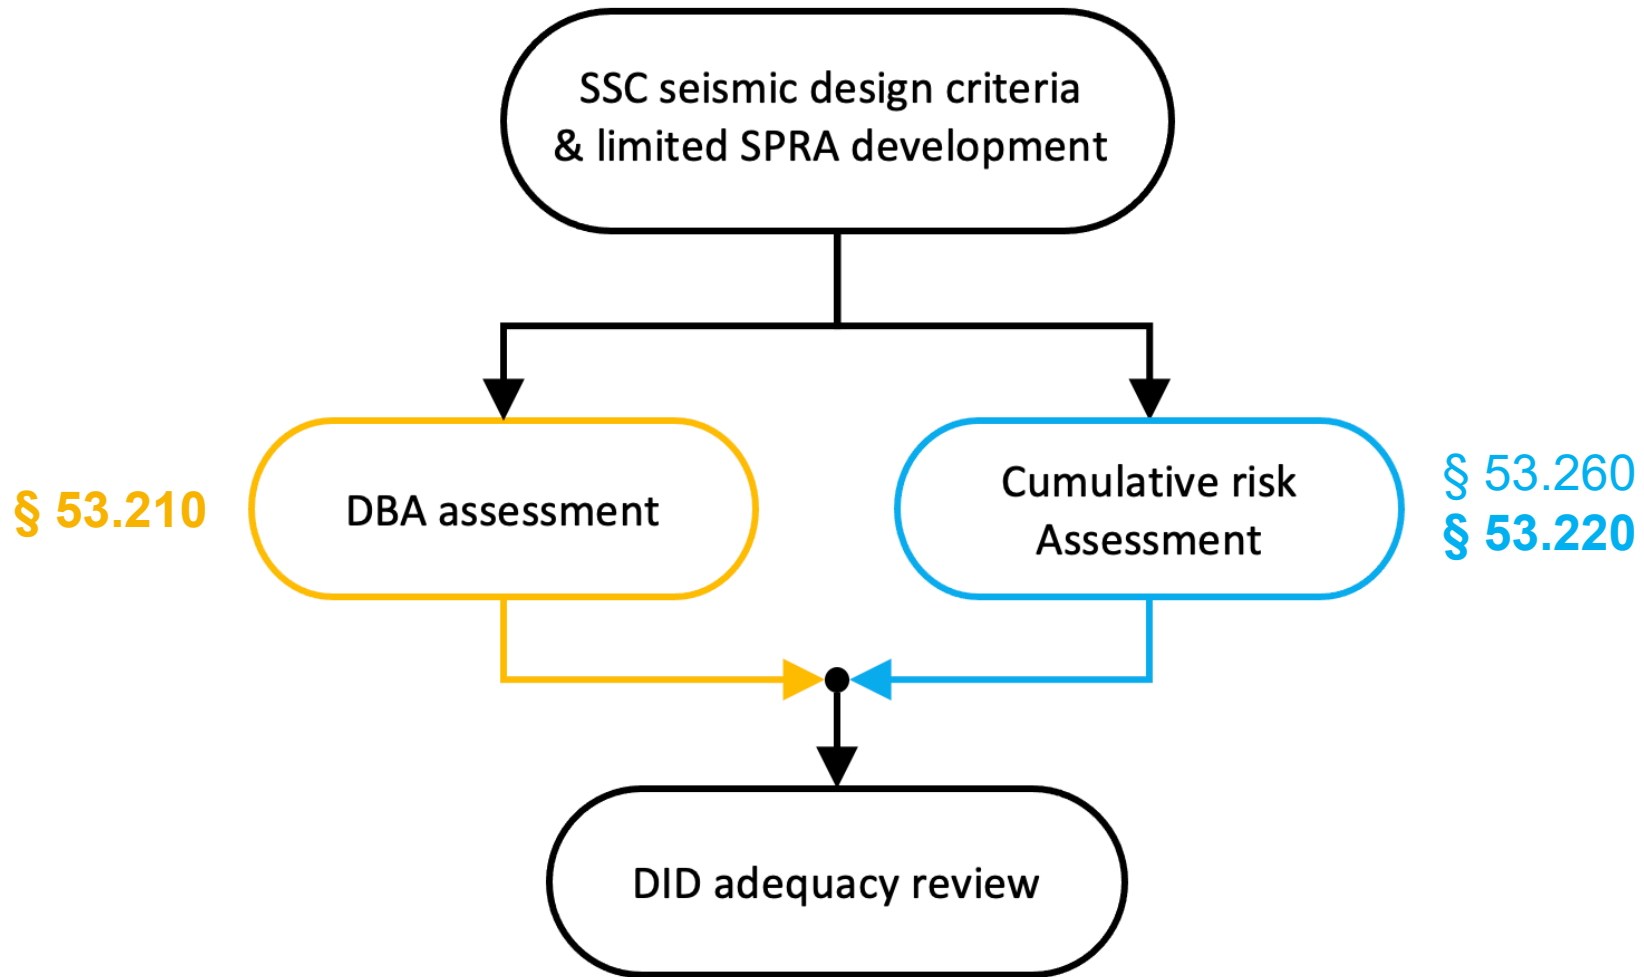 SSC seismic design criteria
& limited SPRA development
§ 53.210
DBA assessment
Cumulative risk
Assessment
§ 53.260
§ 53.220
DID adequacy review